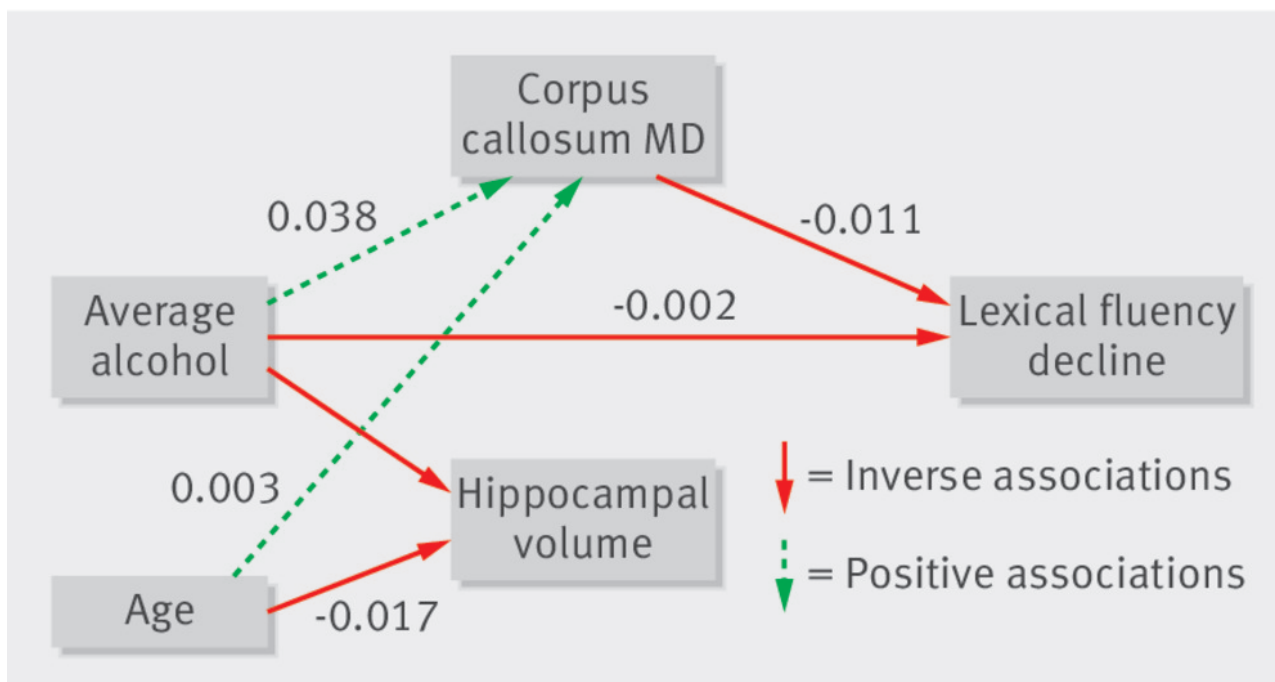 Corpus
callosum MD
0.038
-0.011
Average
alcohol
-0.002
Lexical fluency
decline
0.003
Hippocampal
volume
= Inverse associations
= Positive associations
Age
-0.017